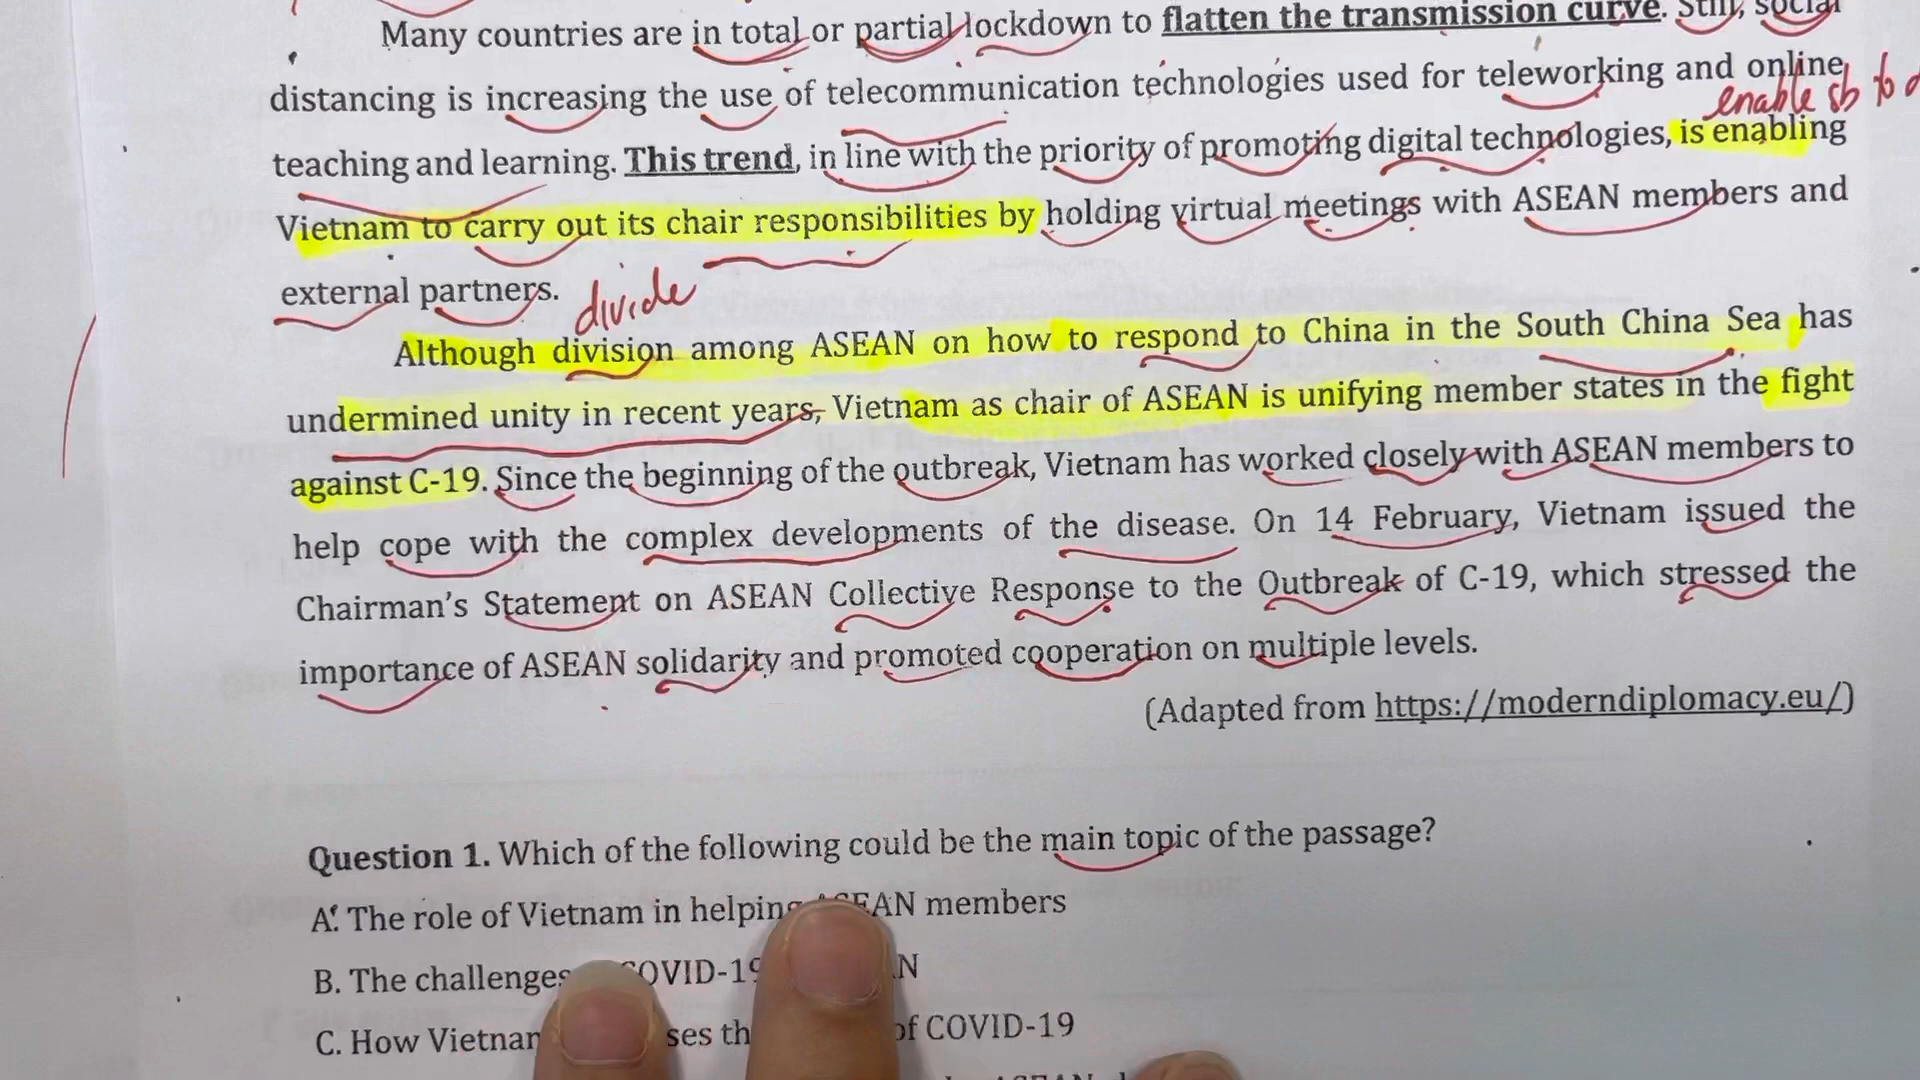 Many countries are in total or partial lockdown to flatten the transmission curve. Still, social
distancing is increasing the use of telecommunication technologies used for teleworking and online
enable sb to
teaching and learning. This trend, in line with the priority of promoting digital technologies, is enabling
Vietnam to carry out its chair responsibilities by holding virtual meetings with ASEAN members and
external partners.
divide
Although division among ASEAN on how to respond to China in the South China Sea has
undermined unity in recent years, Vietnam as chair of ASEAN is unifying member states in the fight
against C-19. Since the beginning of the outbreak, Vietnam has worked closely with ASEAN members to
help cope with the complex developments of the disease. On 14 February, Vietnam issued the
Chairman's Statement on ASEAN Collective Response to the Outbreak of C-19, which stressed the
importance of ASEAN solidarity and promoted cooperation on multiple levels.
(Adapted from https://moderndiplomacy.eu/)
Question 1. Which of the following could be the main topic of the passage?
A. The role of Vietnam in helping ASEAN members
B. The challenges COVID-19
C. How Vietnam of COVID-19